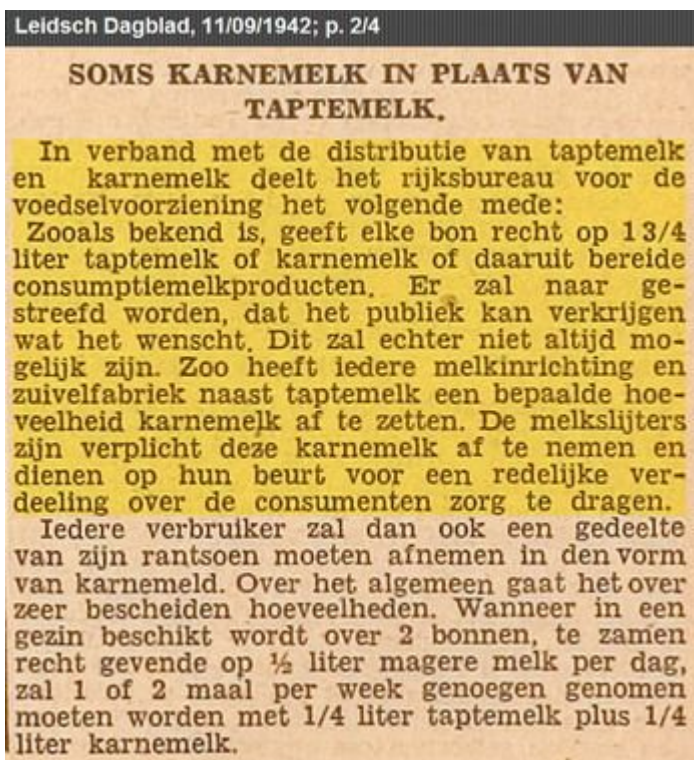 Leidsch Dagblad, 11/09/1942; p. 2/4
SOMS KARNEMELK IN PLAATS VAN
TAPTEMELK.
In verband met de distributie van taptemelk
en karnemelk deelt het rijksbureau voor de
voedselvoorziening het volgende mede:
Zooals bekend is, geeft elke bon recht op 1 3/4
liter taptemelk of karnemelk of daaruit bereide
consumptiemelkproducten. Er zal naar ge-
streefd worden, dat het publiek kan verkrijgen
wat het wenscht. Dit zal echter niet altijd mo-
gelijk zijn. Zoo heeft iedere melkinrichting en
zuivelfabriek naast taptemelk een bepaalde hoe-
veelheid karnemelk af te zetten. De melkslijters
zijn verplicht deze karnemelk af te nemen en
dienen op hun beurt voor een redelijke ver-
deeling over de consumenten zorg te dragen.
Iedere verbruiker zal dan ook een gedeelte
van zijn rantsoen moeten afnemen in den vorm
van karnemeld. Over het algemeen gaat het over
zeer bescheiden hoeveelheden. Wanneer in een
gezin beschikt wordt over 2 bonnen, te zamen
recht gevende op ½ liter magere melk per dag,
zal 1 of 2 maal per week genoegen genomen
moeten worden met 1/4 liter taptemelk plus 1/4
liter karnemelk.